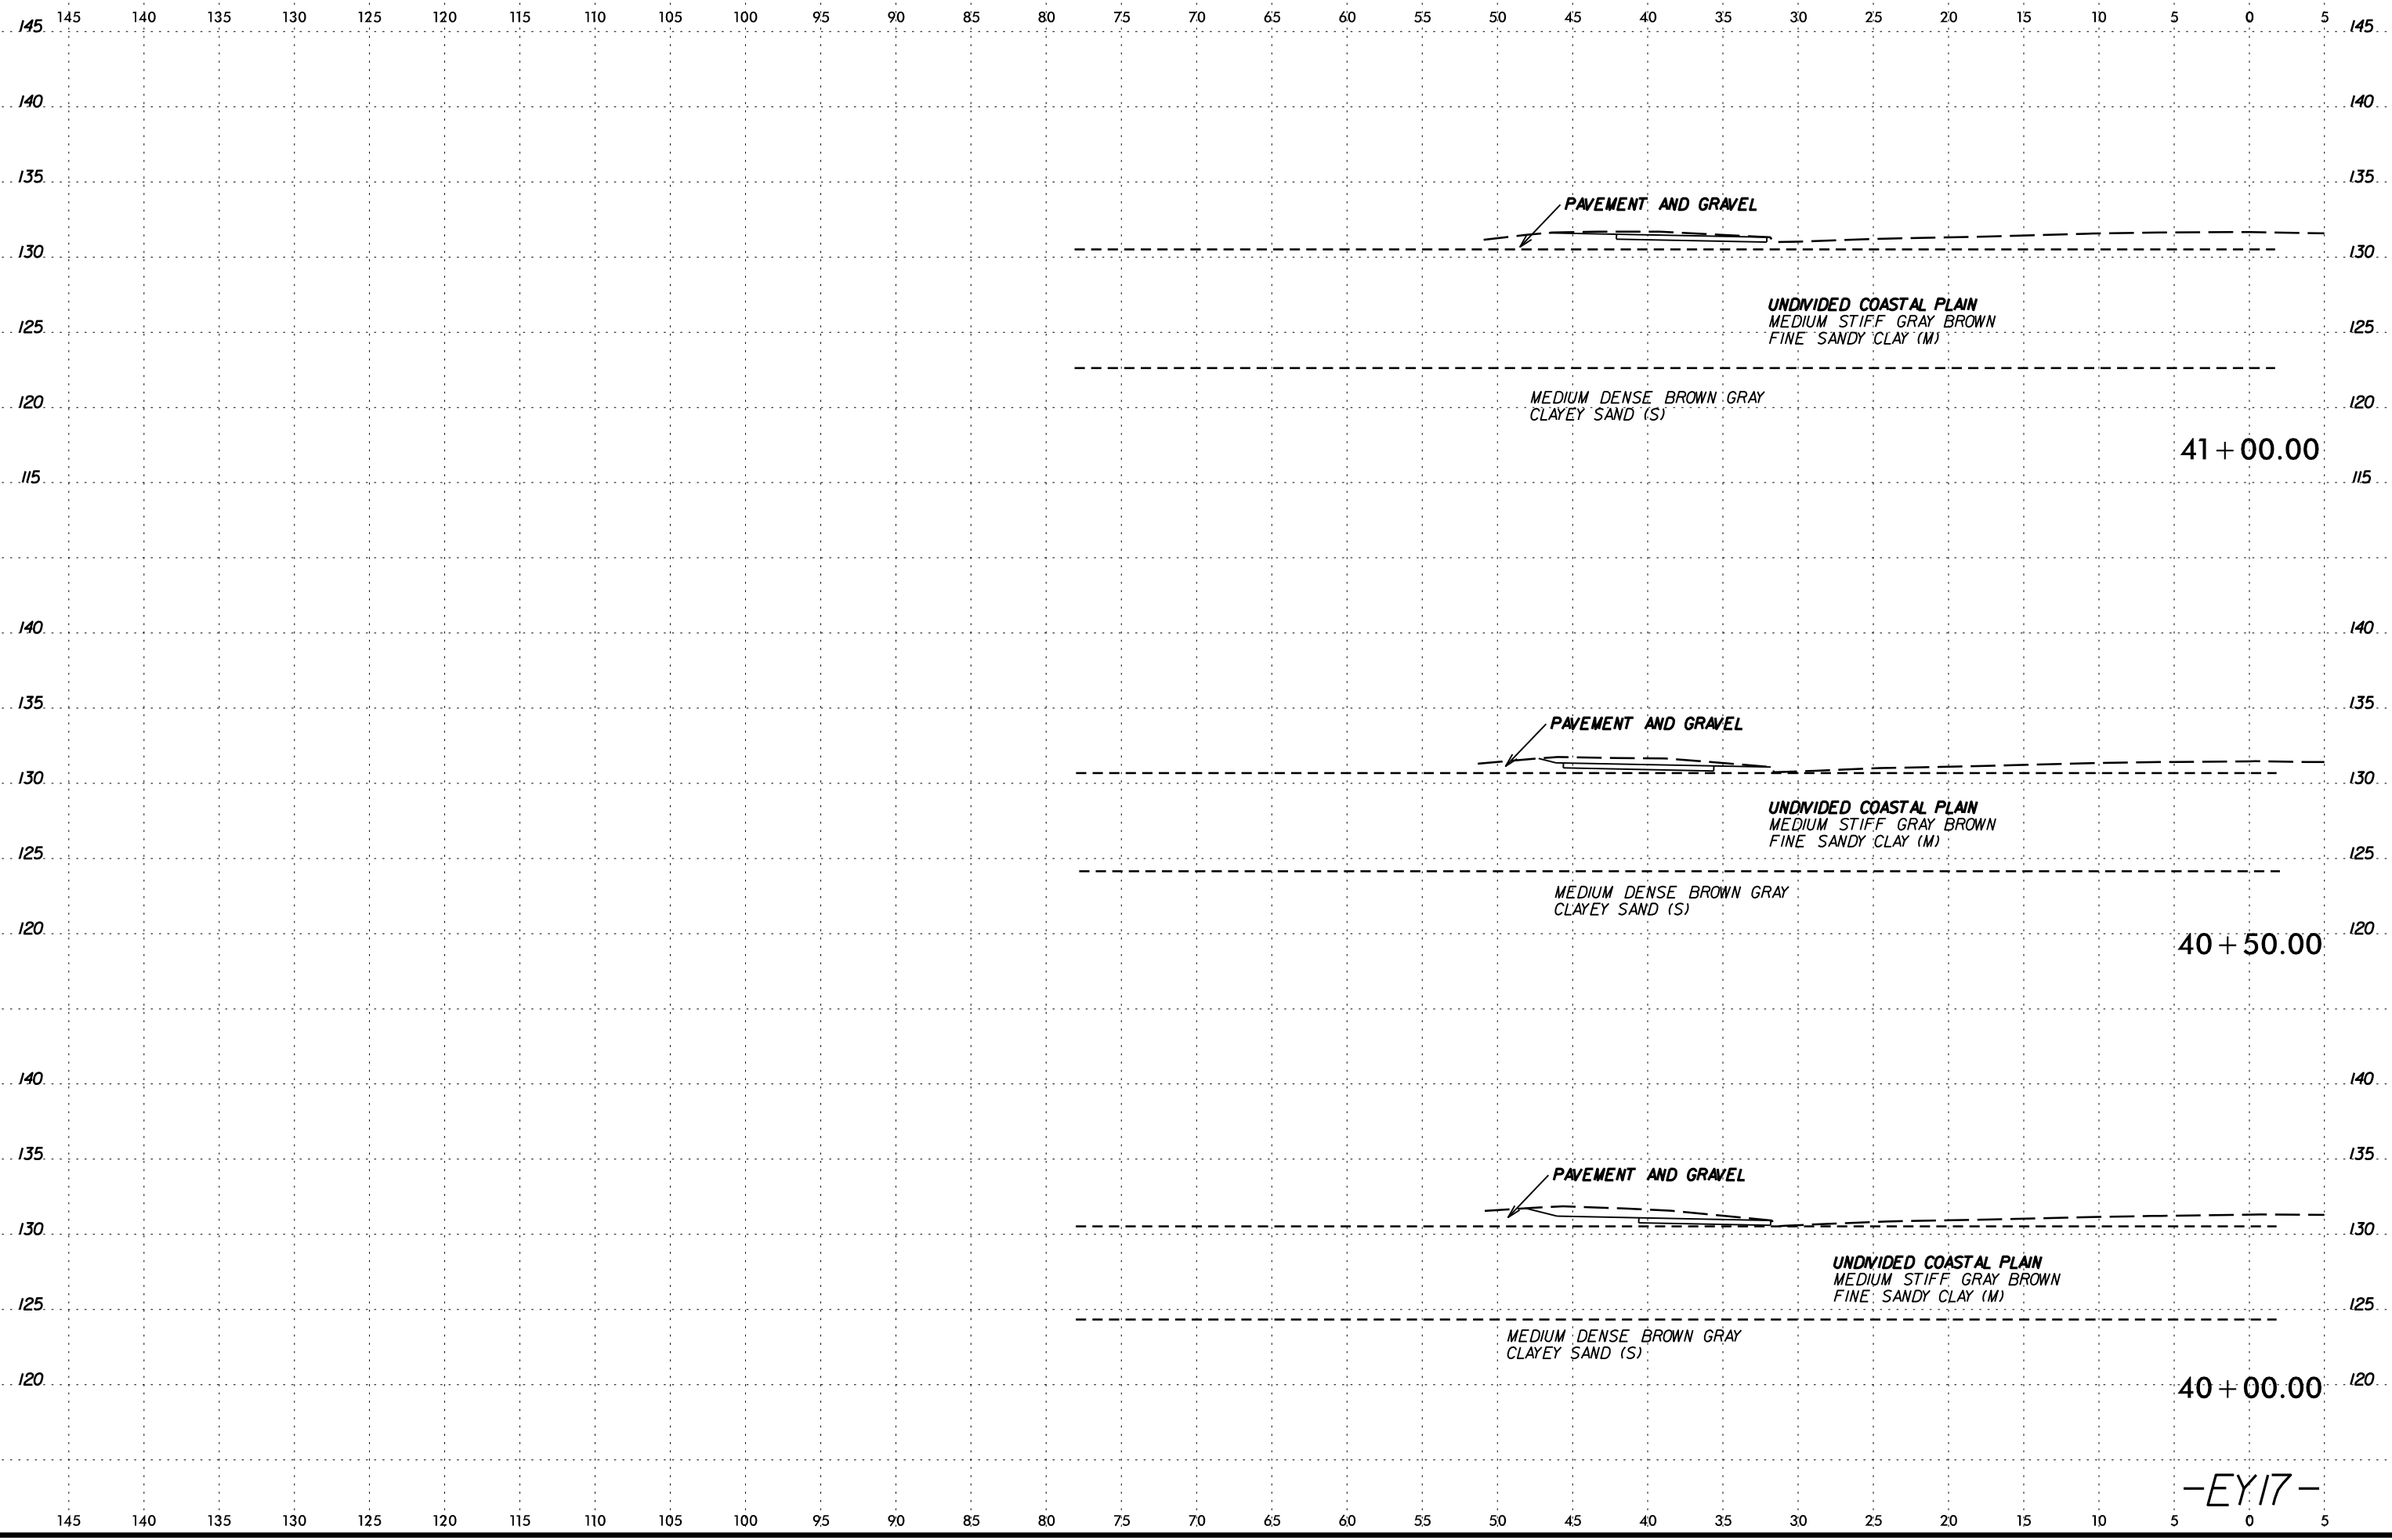 145 140 135 130 125 120 115 110 105 100 95 90 85 80 75 70 65 60 55 50 45 40 35 30 25 20 15 10 5 0 5
145 145
140 140
135 135
PAVEMENT AND GRAVEL
130 130
UNDIVIDED COASTAL PLAIN
MEDIUM STIFF GRAY BROWN
125 125
FINE SANDY CLAY (M)
MEDIUM DENSE BROWN GRAY
120 120
CLAYEY SAND (S)
41+00.00
115 115
140 140
135 135
PAVEMENT AND GRAVEL
130 130
UNDIVIDED COASTAL PLAIN
MEDIUM STIFF GRAY BROWN
FINE SANDY CLAY (M)
125 125
MEDIUM DENSE BROWN GRAY
CLAYEY SAND (S)
120 120
40+50.00
140 140
135 135
PAVEMENT AND GRAVEL
130 130
UNDIVIDED COASTAL PLAIN
MEDIUM STIFF GRAY BROWN
FINE SANDY CLAY (M)
125 125
MEDIUM DENSE BROWN GRAY
CLAYEY SAND (S)
120 120
40+00.00
-EY17-
145 140 135 130 125 120 115 110 105 100 95 90 85 80 75 70 65 60 55 50 45 40 35 30 25 20 15 10 5 0 5